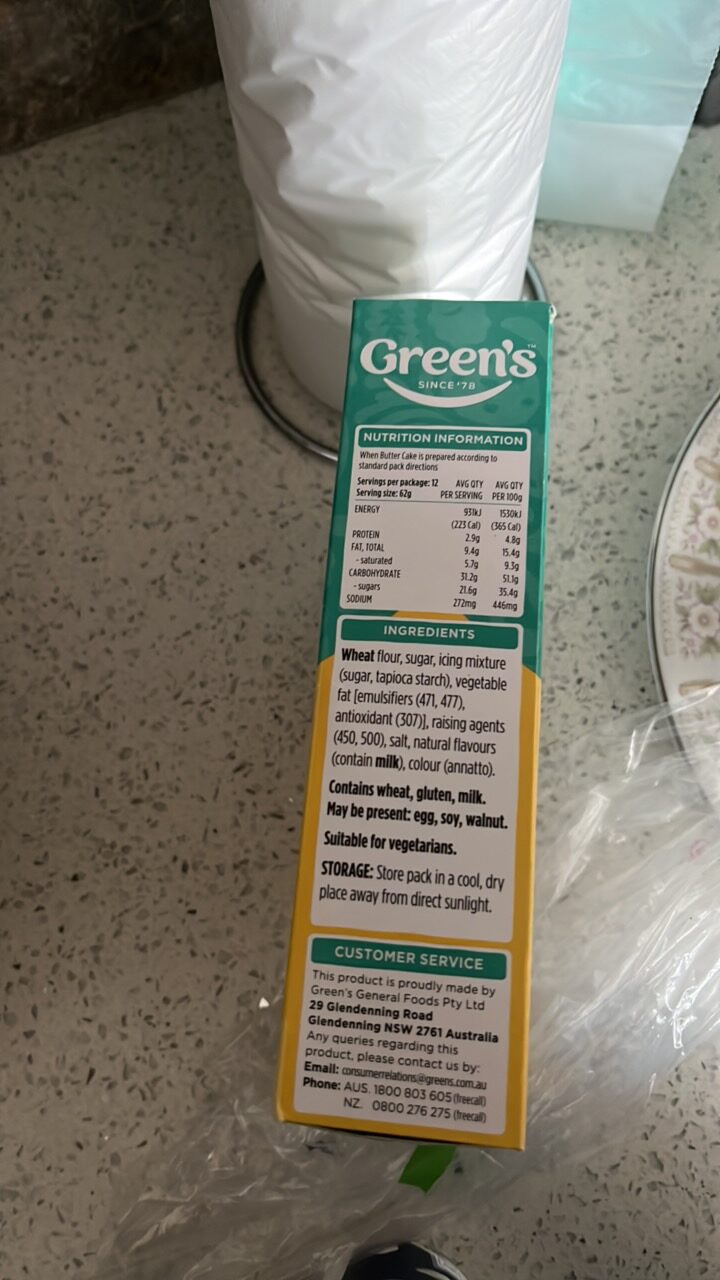 Green's™
SINCE '78
NUTRITION INFORMATION
When Butter Cake is prepared according to
standard pack directions
Servings per package: 12 AVG QTY AVG QTY
Serving size: 62g PER SERVING PER 100g
ENERGY 931kJ 1530kJ
(223 Cal) (365 Cal)
PROTEIN 2.9g 4.8g
FAT, TOTAL 9.4g 15.4g
- saturated 5.7g 9.3g
CARBOHYDRATE 31.2g 51.1g
- sugars 21.6g 35.4g
SODIUM 272mg 446mg
INGREDIENTS
Wheat flour, sugar, icing mixture
(sugar, tapioca starch), vegetable
fat [emulsifiers (471, 477),
antioxidant (307)], raising agents
(450, 500), salt, natural flavours
(contain milk), colour (annatto).
Contains wheat, gluten, milk.
May be present: egg, soy, walnut.
Suitable for vegetarians.
STORAGE: Store pack in a cool, dry
place away from direct sunlight.
CUSTOMER SERVICE
This product is proudly made by
Green's General Foods Pty Ltd
29 Glendenning Road
Glendenning NSW 2761 Australia
Any queries regarding this
product, please contact us by:
Email: consumerrelations@greens.com.au
Phone: AUS. 1800 803 605 (freecall)
NZ. 0800 276 275 (freecall)